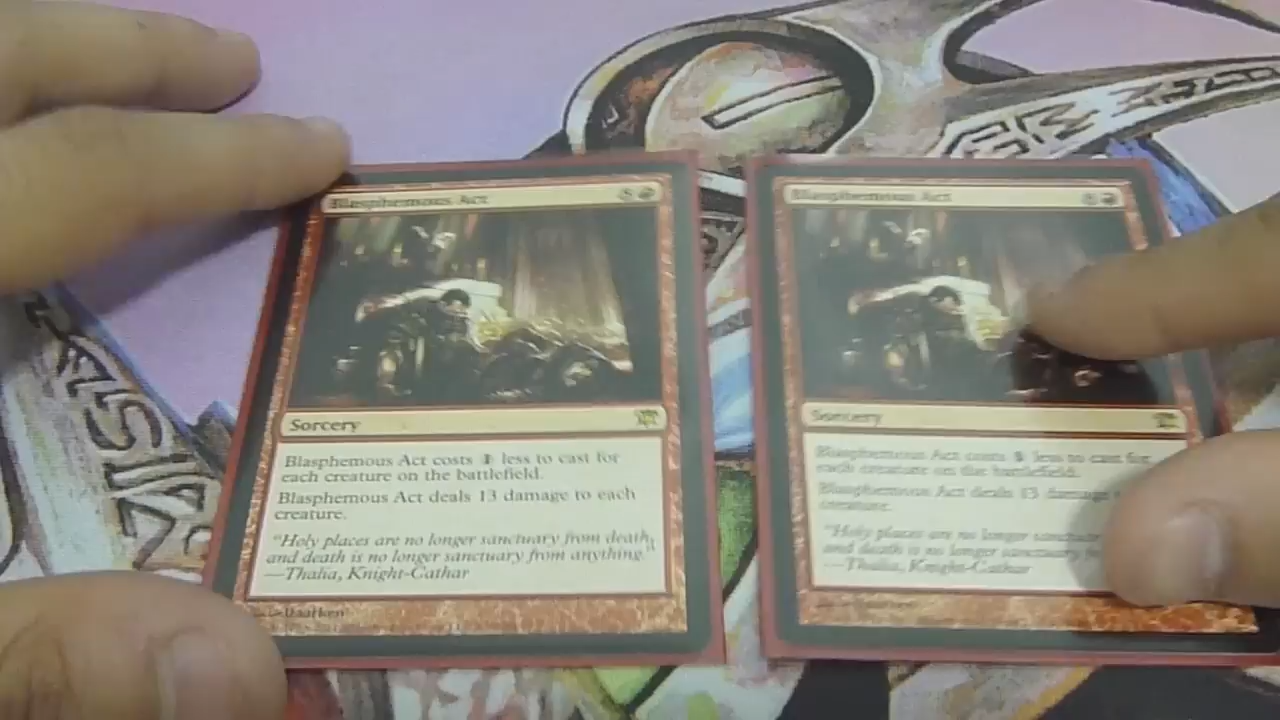 Blasphemous Act
Sorcery
Blasphemous Act costs less to cast for
each creature on the battlefield.
Blasphemous Act deals 13 damage to each
creature.
"Holy places are no longer sanctuary from death,
and death is no longer sanctuary from anything."
—Thalia, Knight-Cathar
Blasphemous Act
Sorcery
Blasphemous Act costs less to cast for
each creature on the battlefield.
Blasphemous Act deals 13 damage
creature.
"Holy places are no longer
and death is no longer sanctuary
—Thalia, Knight-Cathar